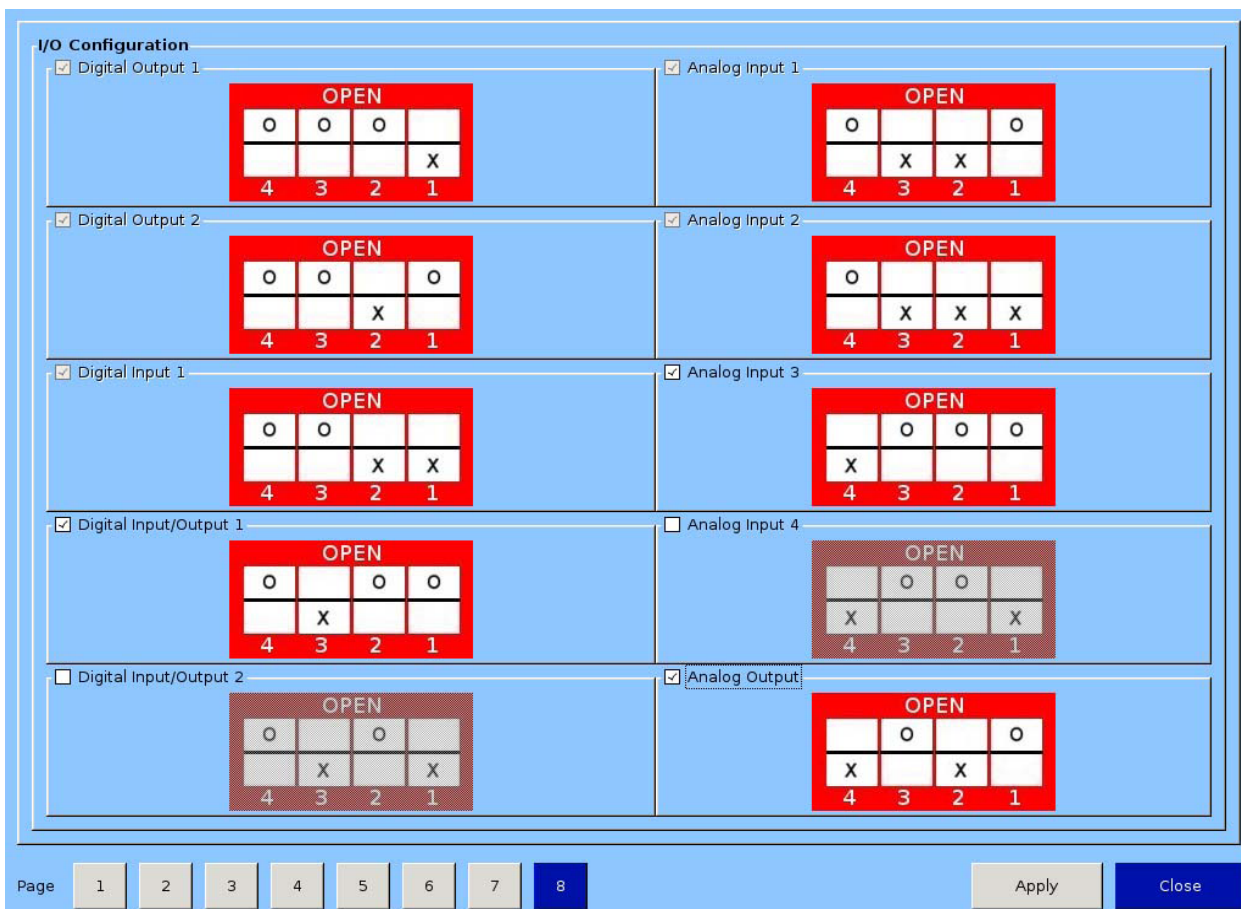 I/O Configuration
Digital Output 1
OPEN
O O O
X
4 3 2 1
Analog Input 1
OPEN
O O
X X
4 3 2 1
Digital Output 2
OPEN
O O O
X
4 3 2 1
Analog Input 2
OPEN
O
X X X
4 3 2 1
Digital Input 1
OPEN
O O
X X
4 3 2 1
Analog Input 3
OPEN
O O O
X
4 3 2 1
Digital Input/Output 1
OPEN
O O O
X
4 3 2 1
Analog Input 4
OPEN
O O
X X
4 3 2 1
Digital Input/Output 2
OPEN
O O
X X
4 3 2 1
Analog Output
OPEN
O O
X X
4 3 2 1
Page 1 2 3 4 5 6 7 8 Apply Close